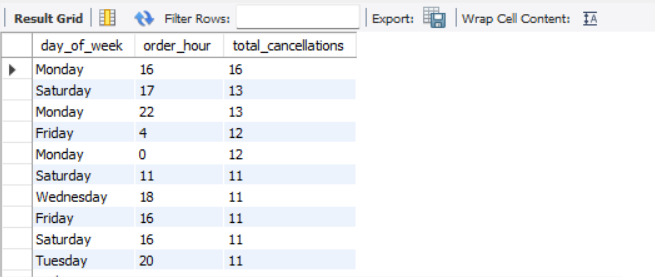 Result Grid Filter Rows: Export: Wrap Cell Content: IA
day_of_week order_hour total_cancellations
Monday 16 16
Saturday 17 13
Monday 22 13
Friday 4 12
Monday 0 12
Saturday 11 11
Wednesday 18 11
Friday 16 11
Saturday 16 11
Tuesday 20 11